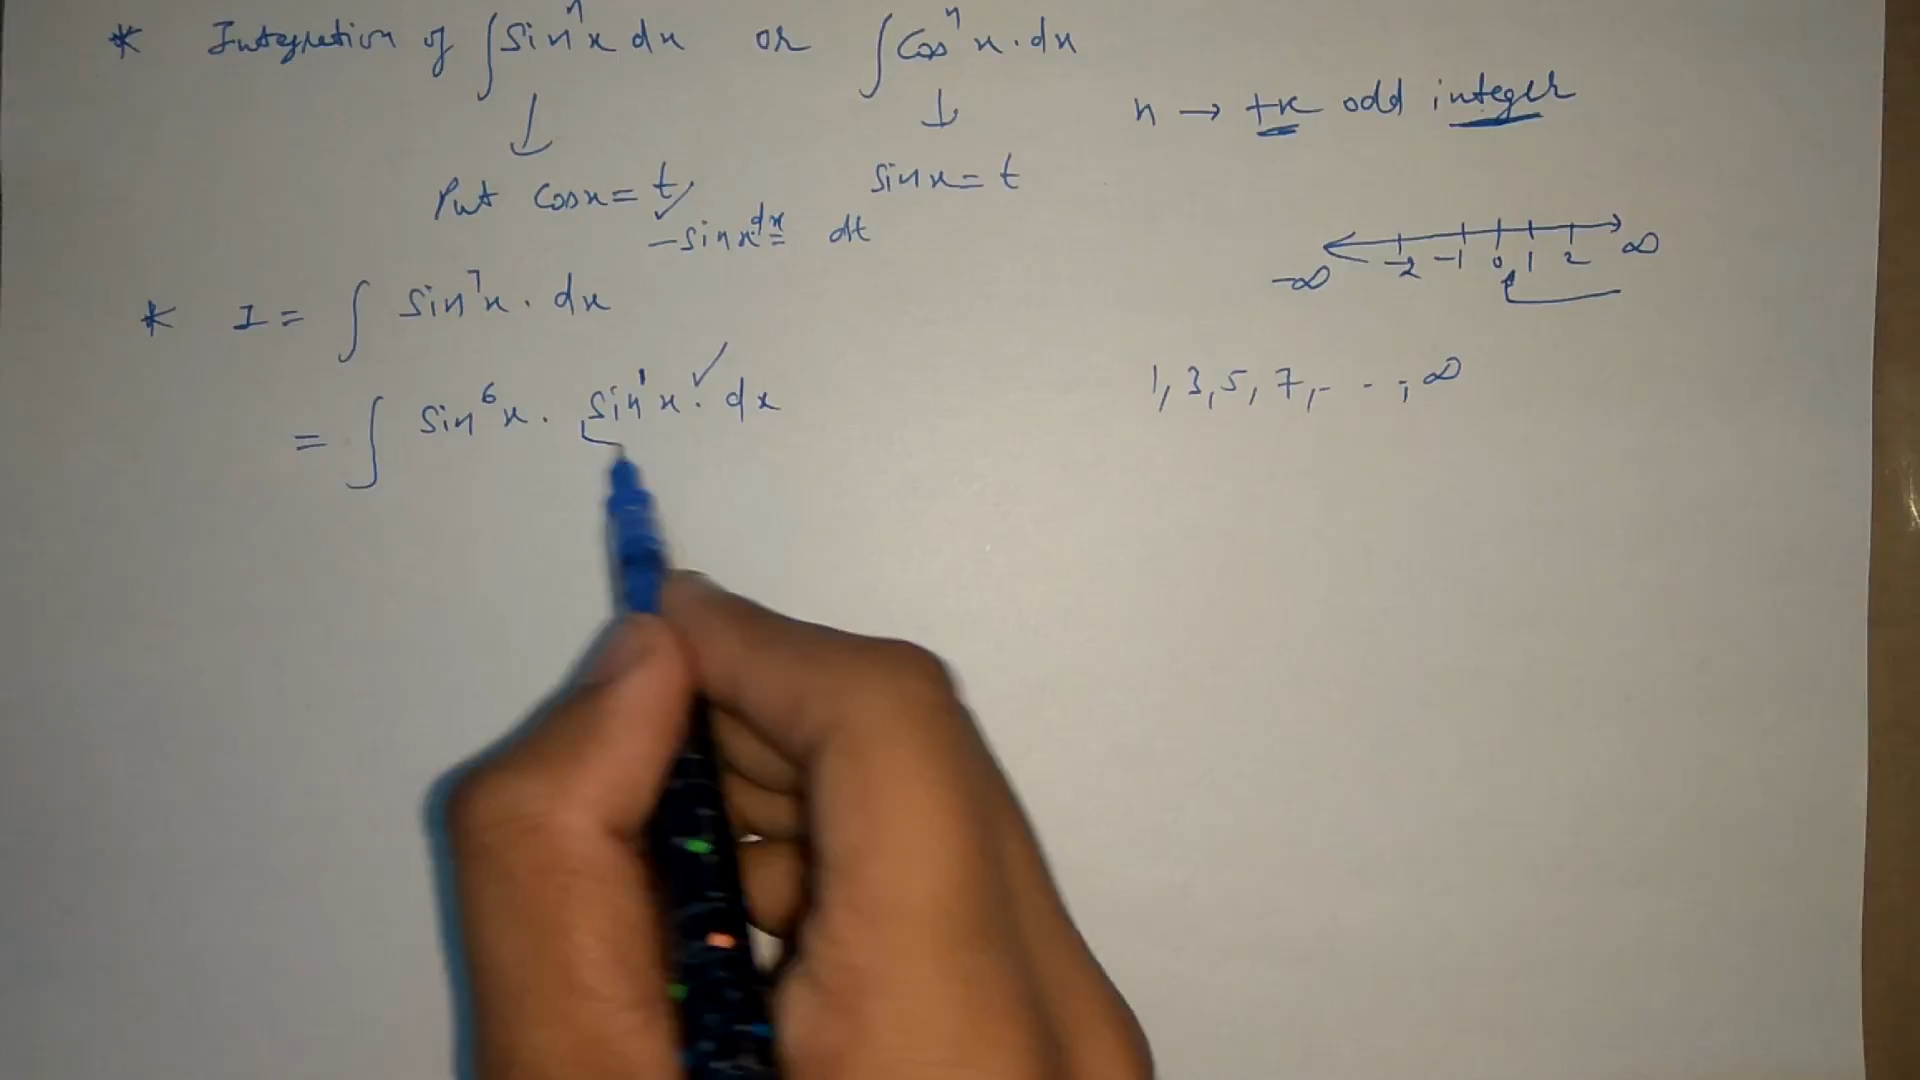 * Integration of ∫ sinⁿx dx or ∫ cosⁿx. dx
n → +ve odd integer
Put cosx = t
sinx = t
-sinx.dx = dt
-∞ -2 -1 0 1 2 ∞
* I = ∫ sin⁷x. dx
= ∫ sin⁶x. sin¹x. dx
1, 3, 5, 7, - - -, ∞